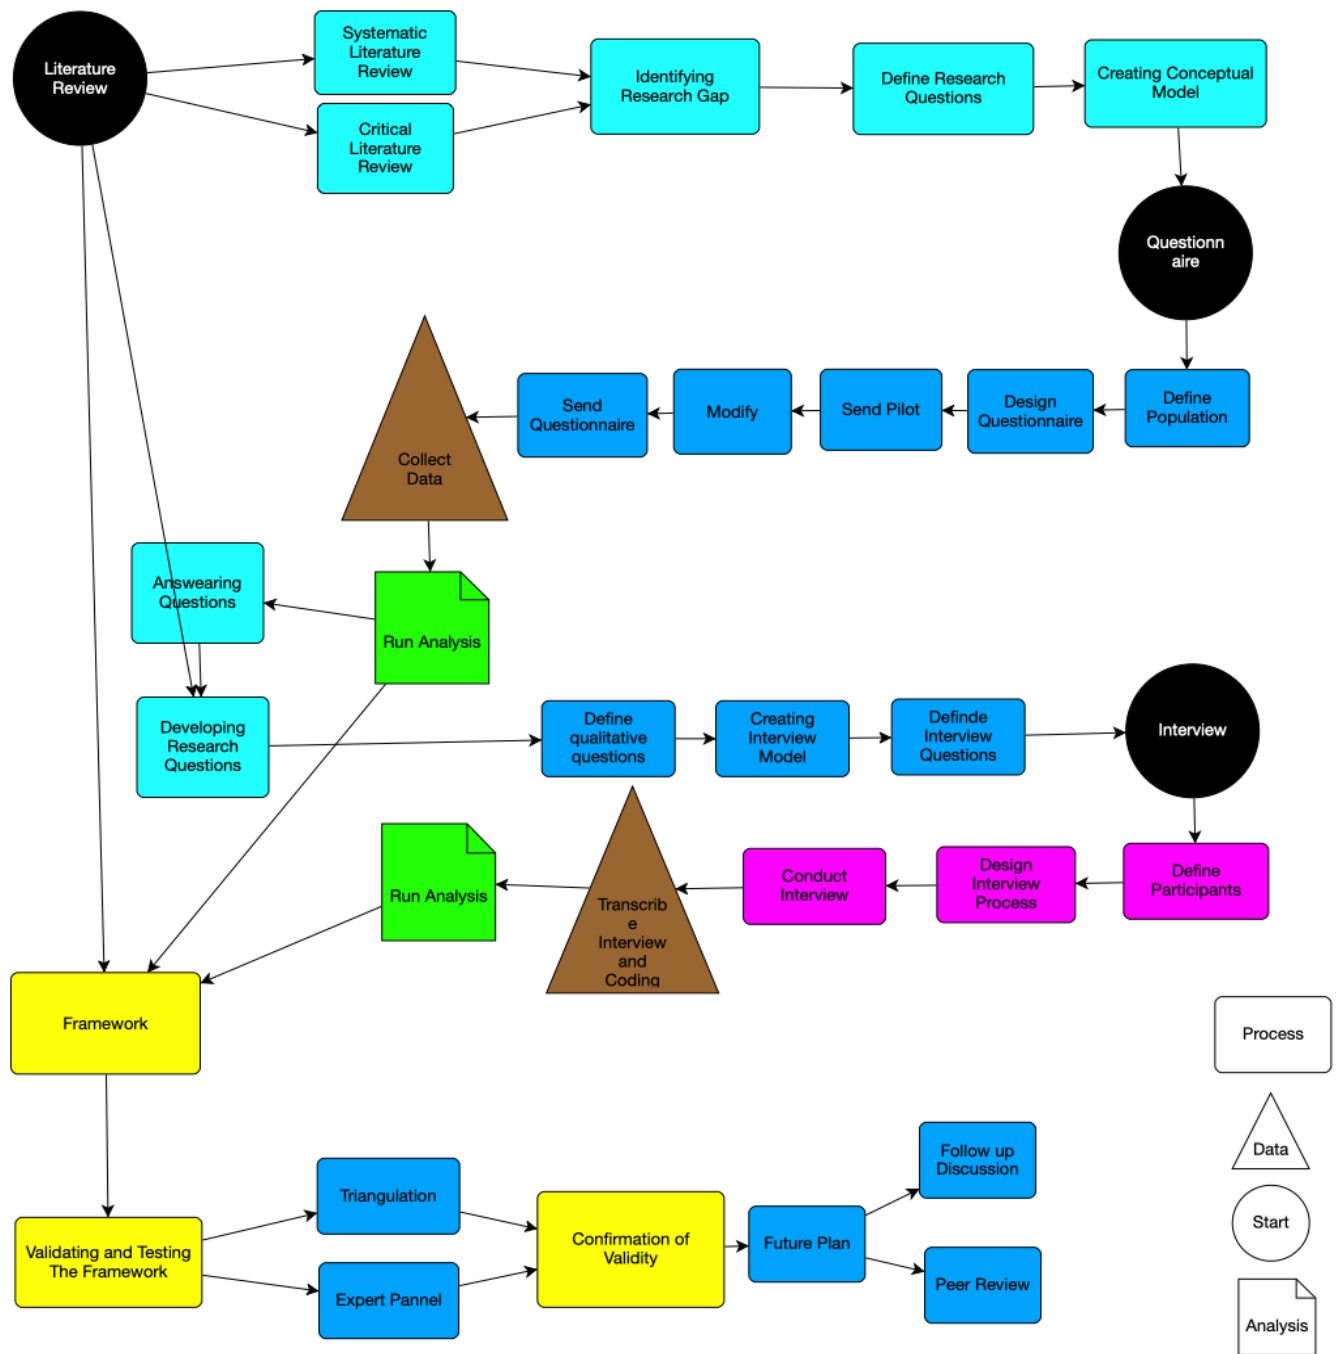 Literature
Review
Systematic
Literature
Review
Critical
Literature
Review
Identifying
Research Gap
Define Research
Questions
Creating Conceptual
Model
Questionn
aire
Define
Population
Design
Questionnaire
Send Pilot
Modify
Send
Questionnaire
Collect
Data
Run Analysis
Answearing
Questions
Developing
Research
Questions
Define
qualitative
questions
Creating
Interview
Model
Definde
Interview
Questions
Interview
Define
Participants
Design
Interview
Process
Conduct
Interview
Transcrib
e
Interview
and
Coding
Run Analysis
Framework
Validating and Testing
The Framework
Triangulation
Expert Pannel
Confirmation of
Validity
Future Plan
Follow up
Discussion
Peer Review
Process
Data
Start
Analysis